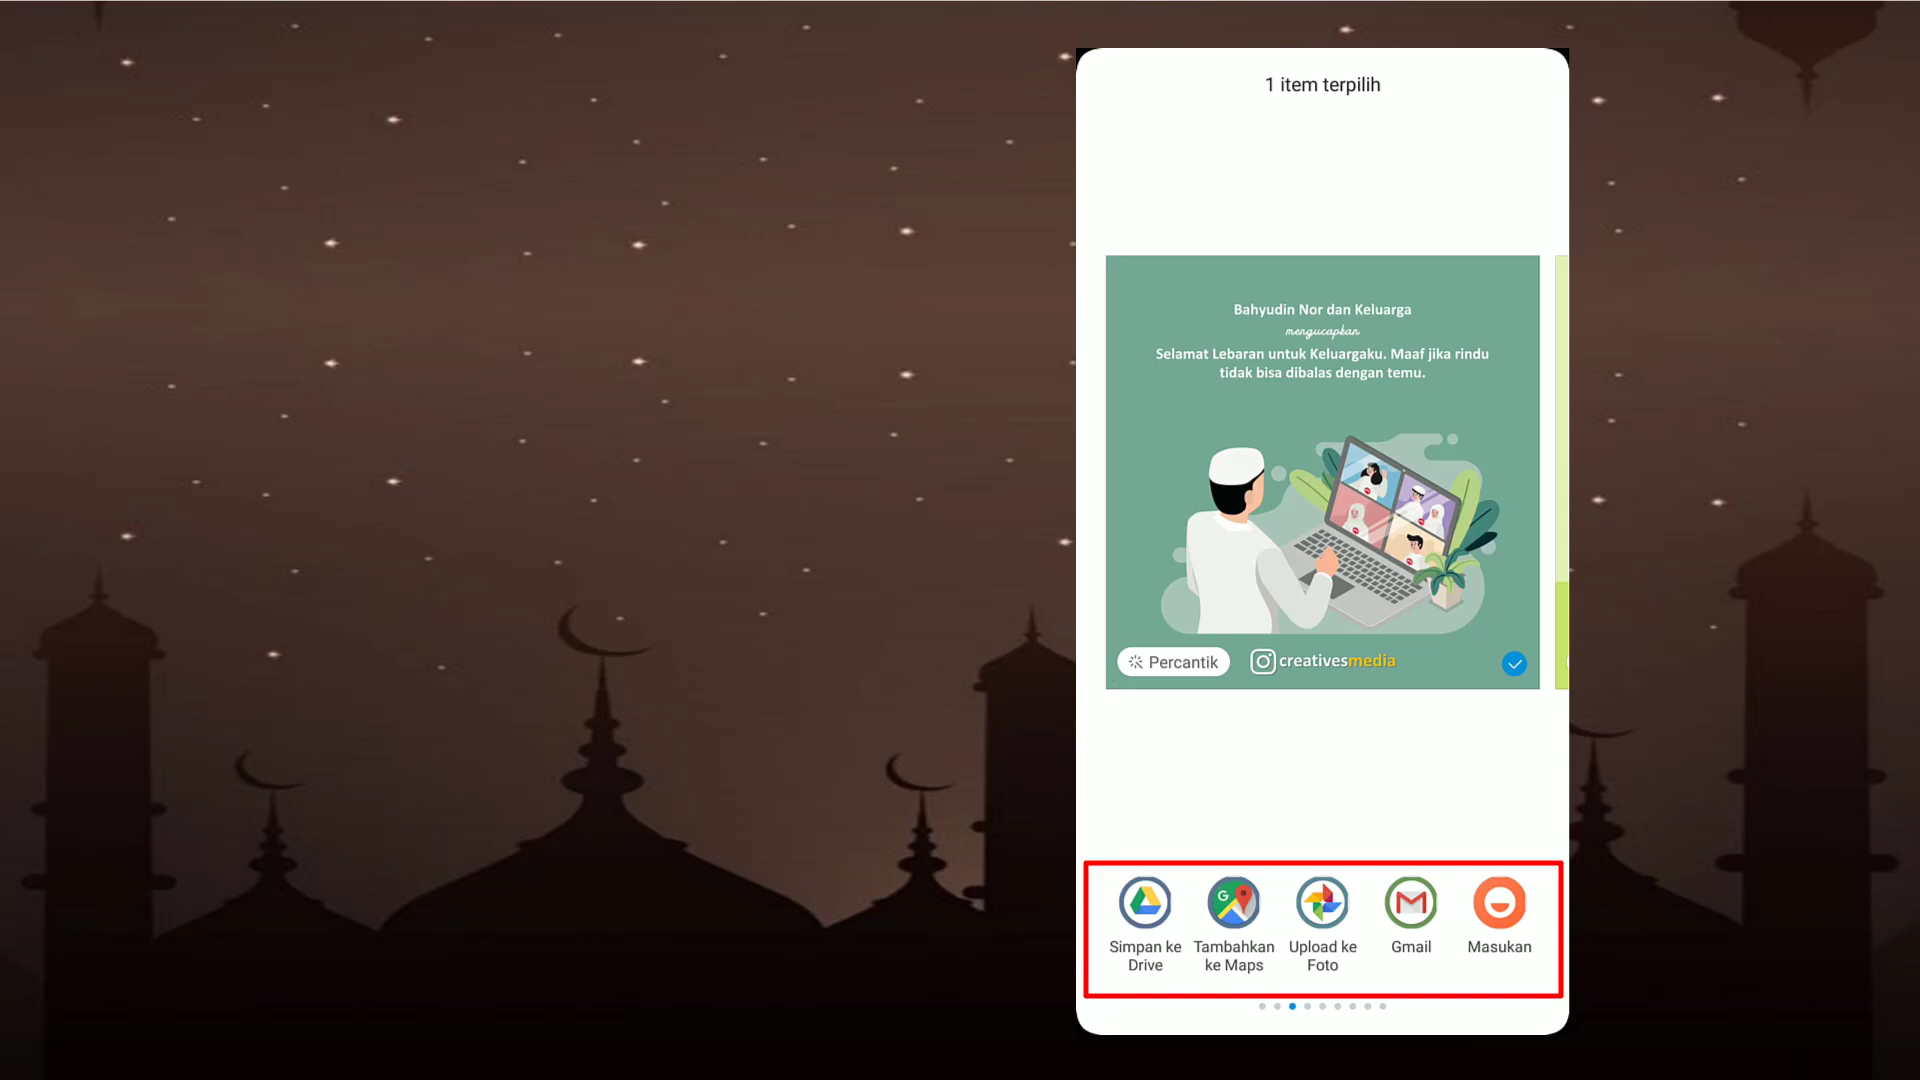 1 item terpilih
Bahyudin Nor dan Keluarga
mengucapkan
Selamat Lebaran untuk Keluargaku. Maaf jika rindu
tidak bisa dibalas dengan temu.
Percantik
creativesmedia
G
Simpan ke
Drive
Tambahkan
ke Maps
Upload ke
Foto
Gmail
Masukan